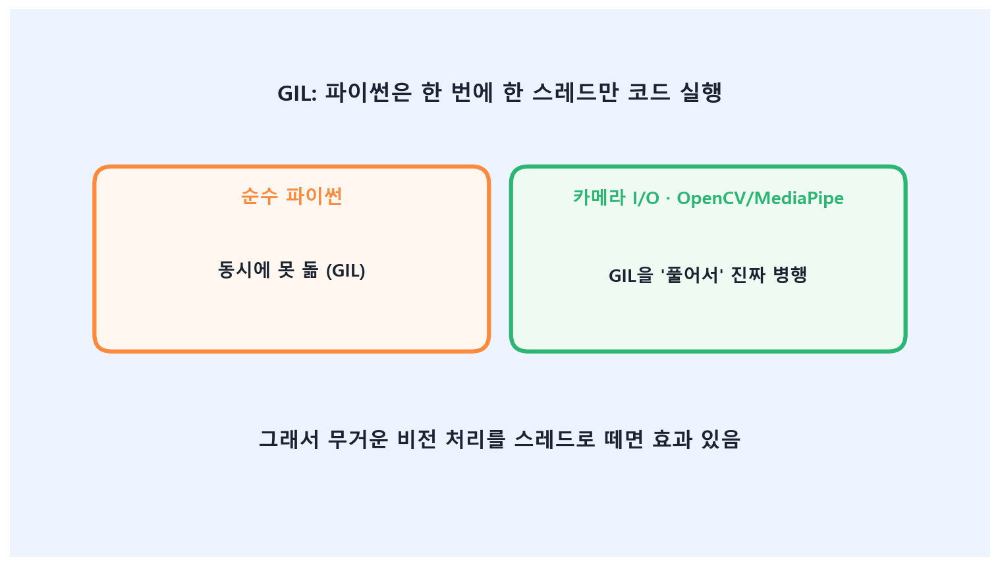 GIL: 파이썬은 한 번에 한 스레드만 코드 실행
순수 파이썬
동시에 못 돎 (GIL)
카메라 I/O · OpenCV/MediaPipe
GIL을 '풀어서' 진짜 병행
그래서 무거운 비전 처리를 스레드로 떼면 효과 있음